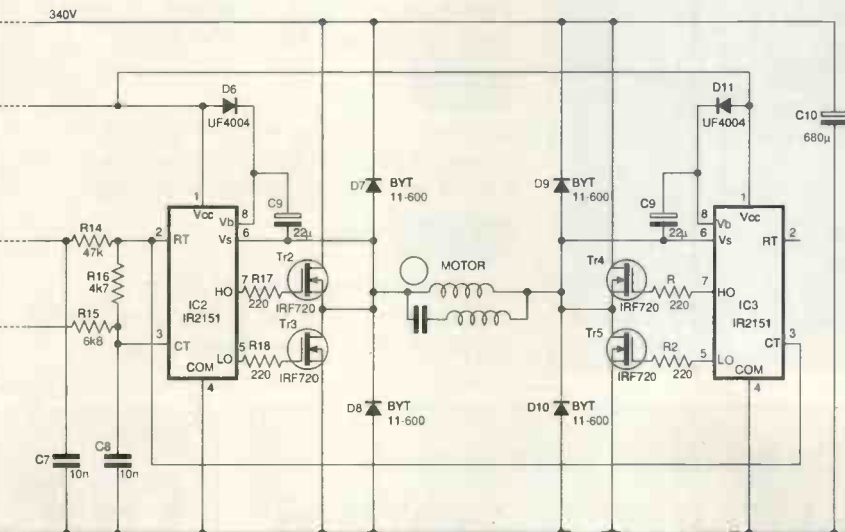 340V
D6
UF4004
D11
UF4004
C10
680µ
D7
BYT
11-600
D9
BYT
11-600
1
Vcc
8
Vb
6
Vs
C9
22µ
C9
22µ
8
Vb
6
Vs
1
Vcc
R14
47k
2
RT
RT
2
R16
4k7
HO
7
R17
220
Tr2
IRF720
MOTOR
Tr4
IRF720
R
220
7
HO
IC2
IR2151
IC3
IR2151
R15
6k8
3
CT
LO
5
R18
220
Tr3
IRF720
Tr5
IRF720
R2
220
5
LO
CT
3
COM
4
COM
4
D8
BYT
11-600
D10
BYT
11-600
C7
10n
C8
10n